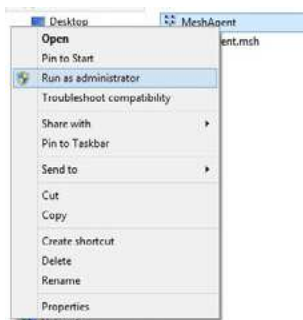 Desktop
MeshAgent
ent.msh
Open
Pin to Start
Run as administrator
Troubleshoot compatibility
Share with
Pin to Taskbar
Send to
Cut
Copy
Create shortcut
Delete
Rename
Properties